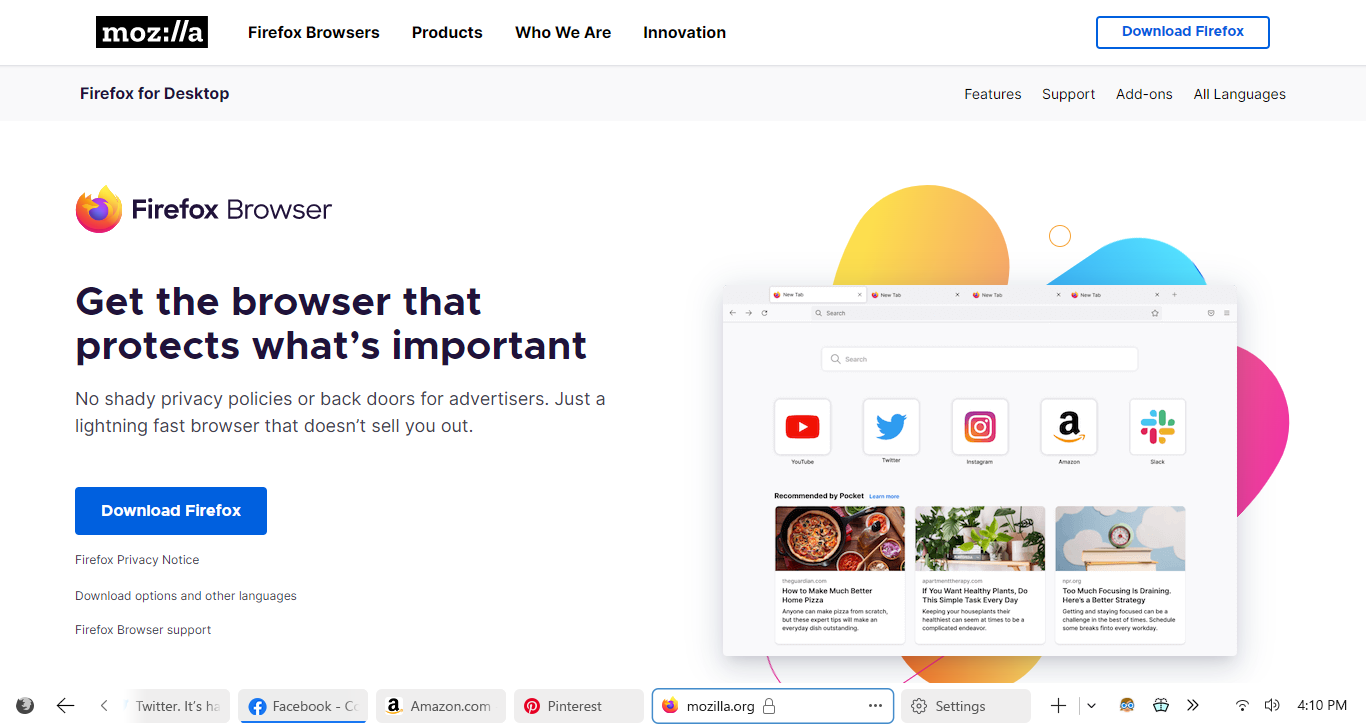 moz://a
Firefox Browsers
Products
Who We Are
Innovation
Download Firefox
Firefox for Desktop
Features
Support
Add-ons
All Languages
Firefox Browser
Get the browser that
protects what's important
No shady privacy policies or back doors for advertisers. Just a
lightning fast browser that doesn't sell you out.
Download Firefox
Firefox Privacy Notice
Download options and other languages
Firefox Browser support
New Tab
New Tab
New Tab
New Tab
Search
Search
YouTube
Twitter
Instagram
Amazon
Slack
Recommended by Pocket Learn more
theguardian.com
How to Make Much Better
Home Pizza
Anyone can make pizza from scratch,
but these expert tips will make an
everyday dish outstanding.
apartmenttherapy.com
If You Want Healthy Plants, Do
This Simple Task Every Day
Keeping your houseplants their
healthiest can seem at times to be a
complicated endeavor.
npr.org
Too Much Focusing Is Draining.
Here's a Better Strategy
Getting and staying focused can be a
challenge in the best of times. Schedule
some breaks finto every workday.
Twitter. It's ha
Facebook - Co
Amazon.com
Pinterest
mozilla.org
Settings
4:10 PM